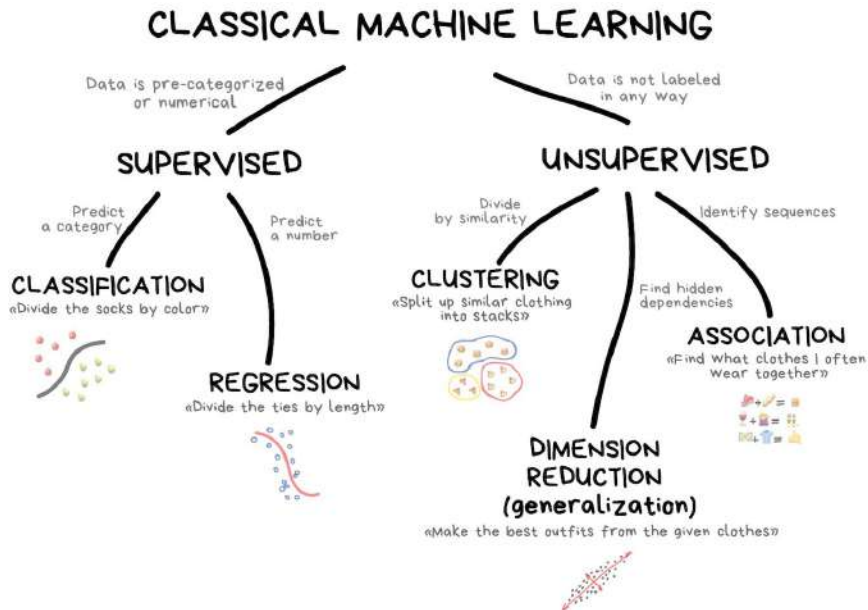 CLASSICAL MACHINE LEARNING
Data is pre-categorized
or numerical
Data is not labeled
in any way
SUPERVISED
UNSUPERVISED
Predict
a category
Predict
a number
Divide
by similarity
Identify sequences
CLASSIFICATION
«Divide the socks by color»
CLUSTERING
«Split up similar clothing
into stacks»
Find hidden
dependencies
ASSOCIATION
«Find what clothes I often
wear together»
REGRESSION
«Divide the ties by length»
+ =
+ =
+ =
DIMENSION
REDUCTION
(generalization)
«Make the best outfits from the given clothes»